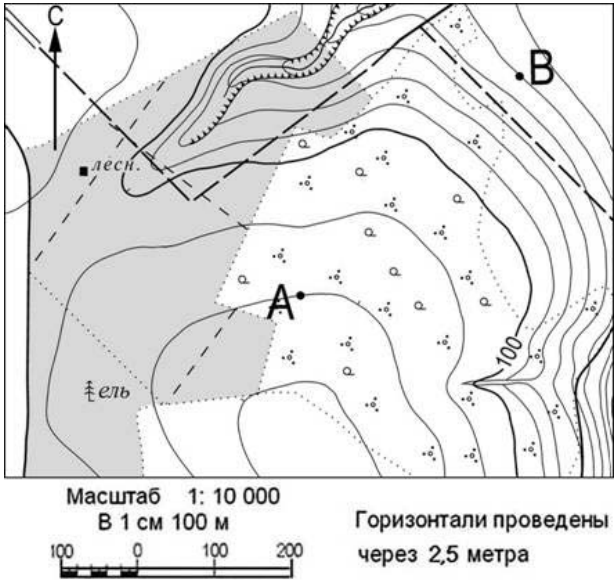 С
В
лесн.
А
100
ель
Масштаб 1: 10 000
В 1 см 100 м
100 0 100 200
Горизонтали проведены
через 2,5 метра